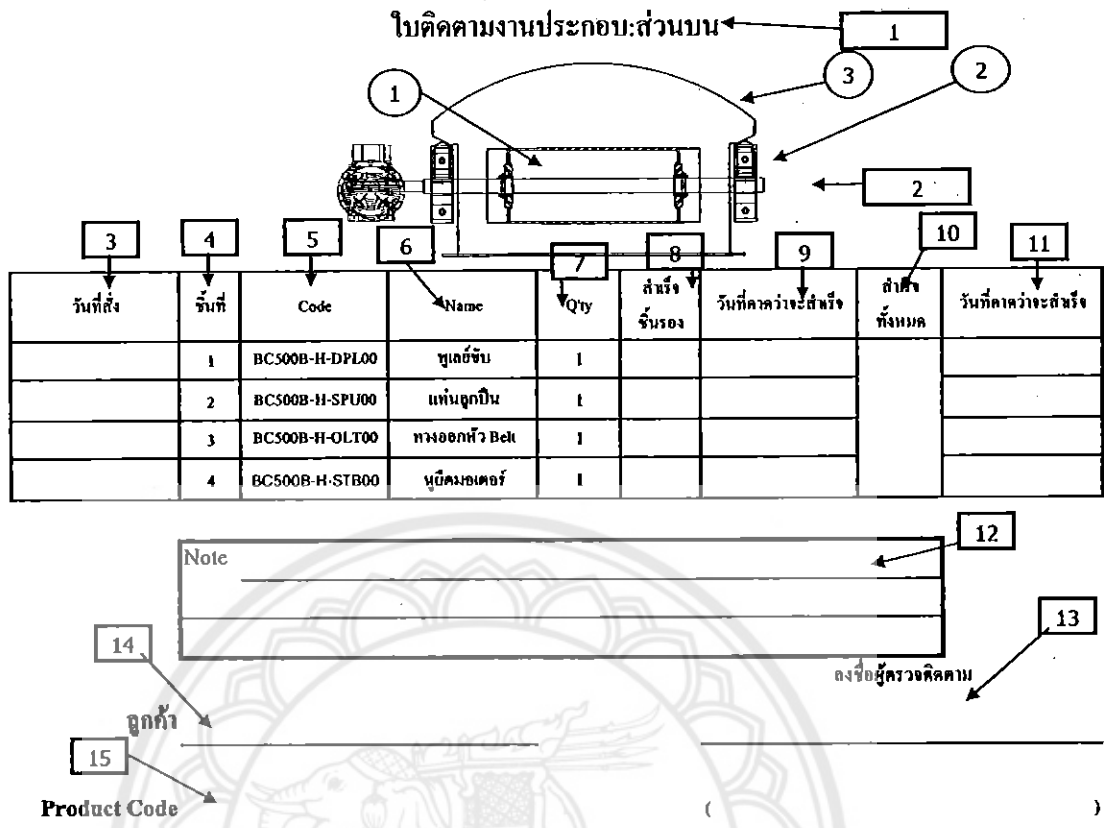 ใบติดตามงานประกอบ:ส่วนบน 1
1 3 2
2
3 4 5 6 7 8 9 10 11
วันที่สั่ง ชิ้นที่ Code Name Q'ty สำเร็จ ชิ้นรอง วันที่คาดว่าจะสำเร็จ สำเร็จ ทั้งหมด วันที่คาดว่าจะสำเร็จ
1 BC500B-H-DPL00 พูเลย์ขับ 1
2 BC500B-H-SPU00 แท่นลูกปืน 1
3 BC500B-H-OLT00 ทางออกหัว Belt 1
4 BC500B-H-STB00 หูยึดมอเตอร์ 1
12
Note
13
14
ลงชื่อผู้ตรวจติดตาม
ลูกค้า
15
Product Code ( )